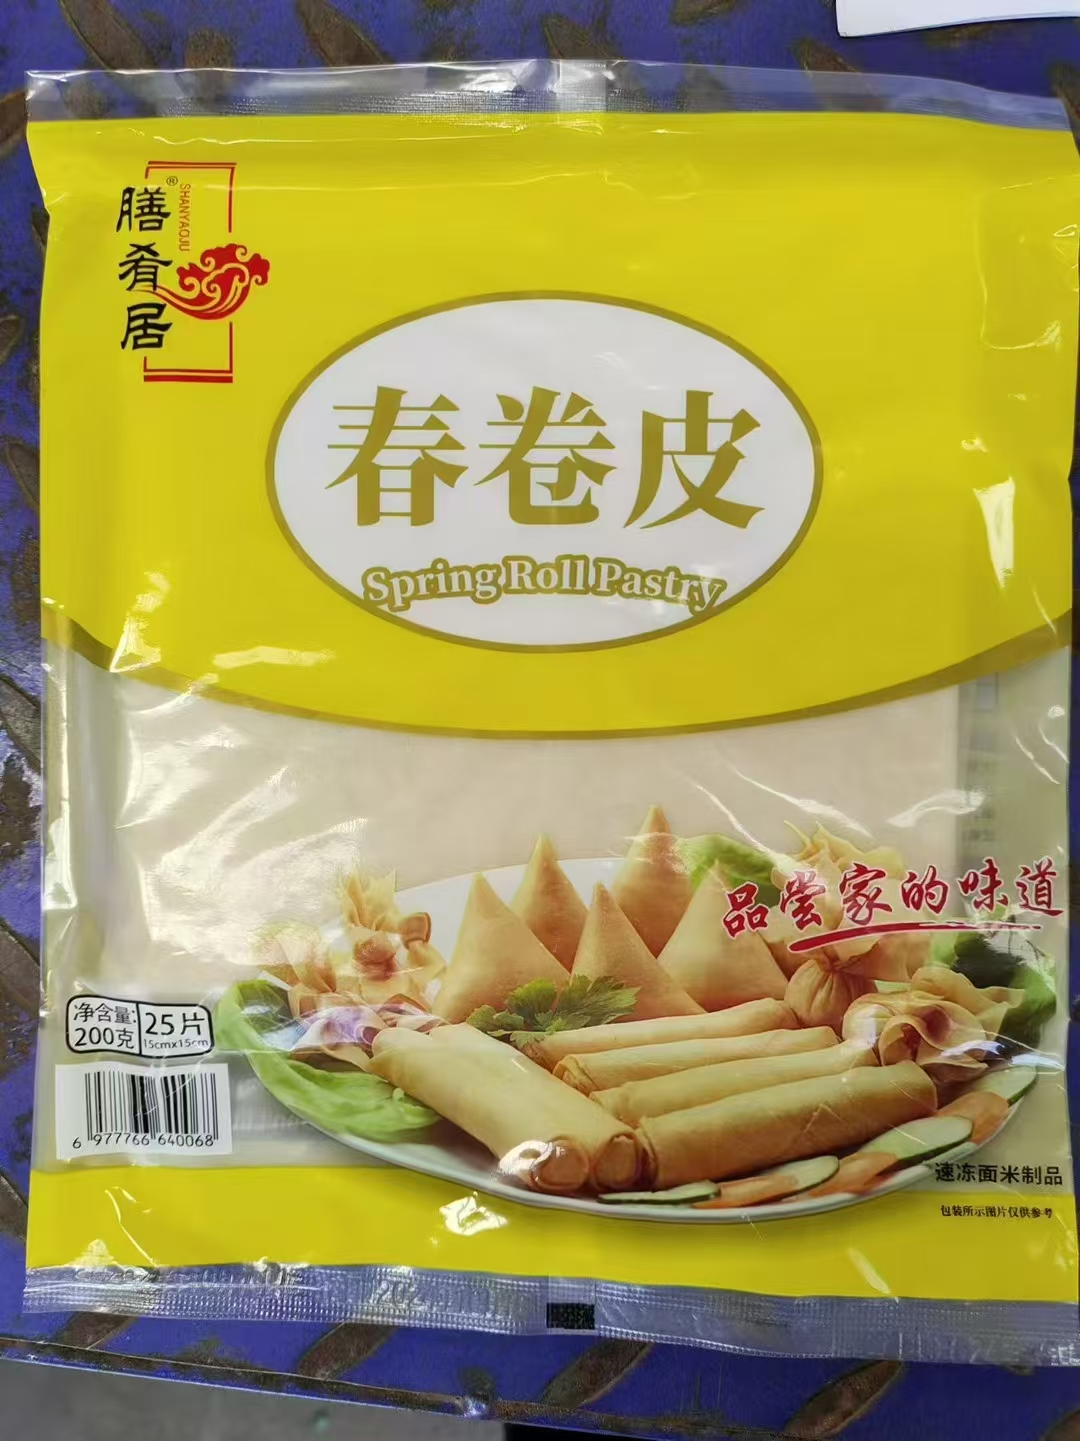 膳肴居®
SHANYAOJU
春卷皮
Spring Roll Pastry
品尝家的味道
净含量:
200克
25片
15cmx15cm
6 977766 640068
速冻面米制品
包装所示图片仅供参考